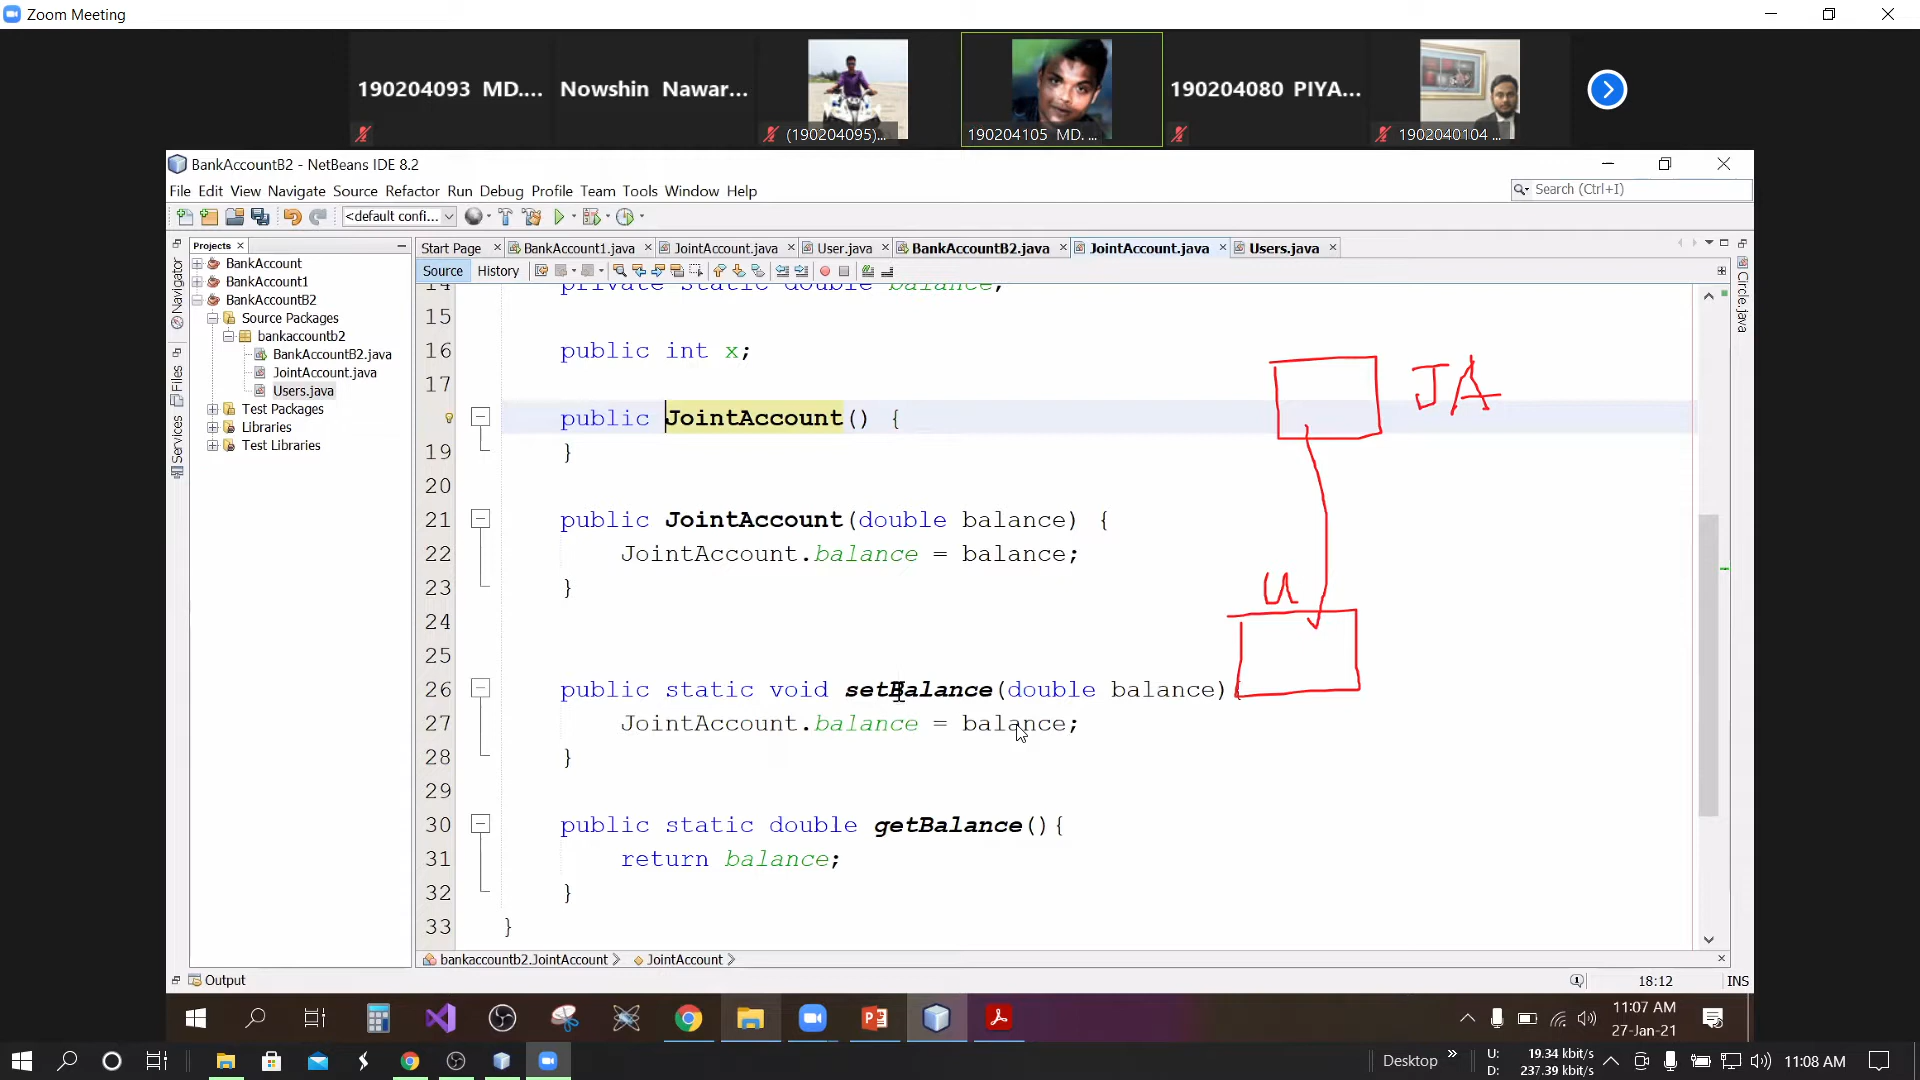 Zoom Meeting
190204093 MD.... Nowshin Nawar... 190204080 PIYA...
(190204095)... 190204105 MD. ... 1902040104 ...
BankAccountB2 - NetBeans IDE 8.2
File Edit View Navigate Source Refactor Run Debug Profile Team Tools Window Help
Search (Ctrl+I)
<default confi...
Projects
Start Page BankAccount1.java JointAccount.java User.java BankAccountB2.java JointAccount.java Users.java
Source History
Navigator
Files
Services
Circle.java
BankAccount
BankAccount1
BankAccountB2
Source Packages
bankaccountb2
BankAccountB2.java
JointAccount.java
Users.java
Test Packages
Libraries
Test Libraries
14 private static double balance;
15
16 public int x;
17
public JointAccount() {
19 }
20
21 public JointAccount(double balance) {
22 JointAccount.balance = balance;
23 }
24
25
26 public static void setBalance(double balance)
27 JointAccount.balance = balance;
28 }
29
30 public static double getBalance(){
31 return balance;
32 }
33 }
JA
U
bankaccountb2.JointAccount JointAccount
Output
18:12 INS
11:07 AM
27-Jan-21
Desktop
U: 19.34 kbit/s
D: 237.39 kbit/s
11:08 AM